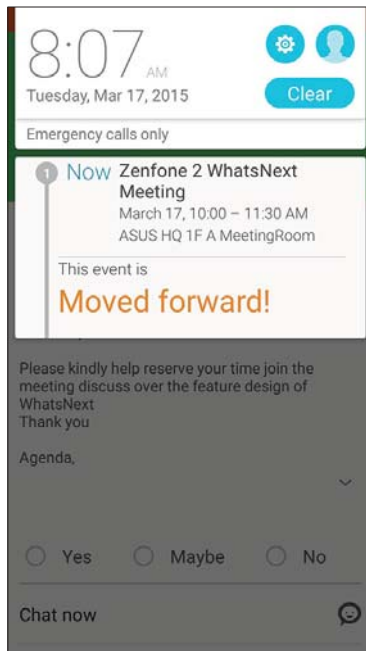 8:07 AM
Tuesday, Mar 17, 2015
Clear
Emergency calls only
1 Now Zenfone 2 WhatsNext
Meeting
March 17, 10:00 – 11:30 AM
ASUS HQ 1F A MeetingRoom
This event is
Moved forward!
Please kindly help reserve your time join the
meeting discuss over the feature design of
WhatsNext
Thank you
Agenda,
Yes Maybe No
Chat now